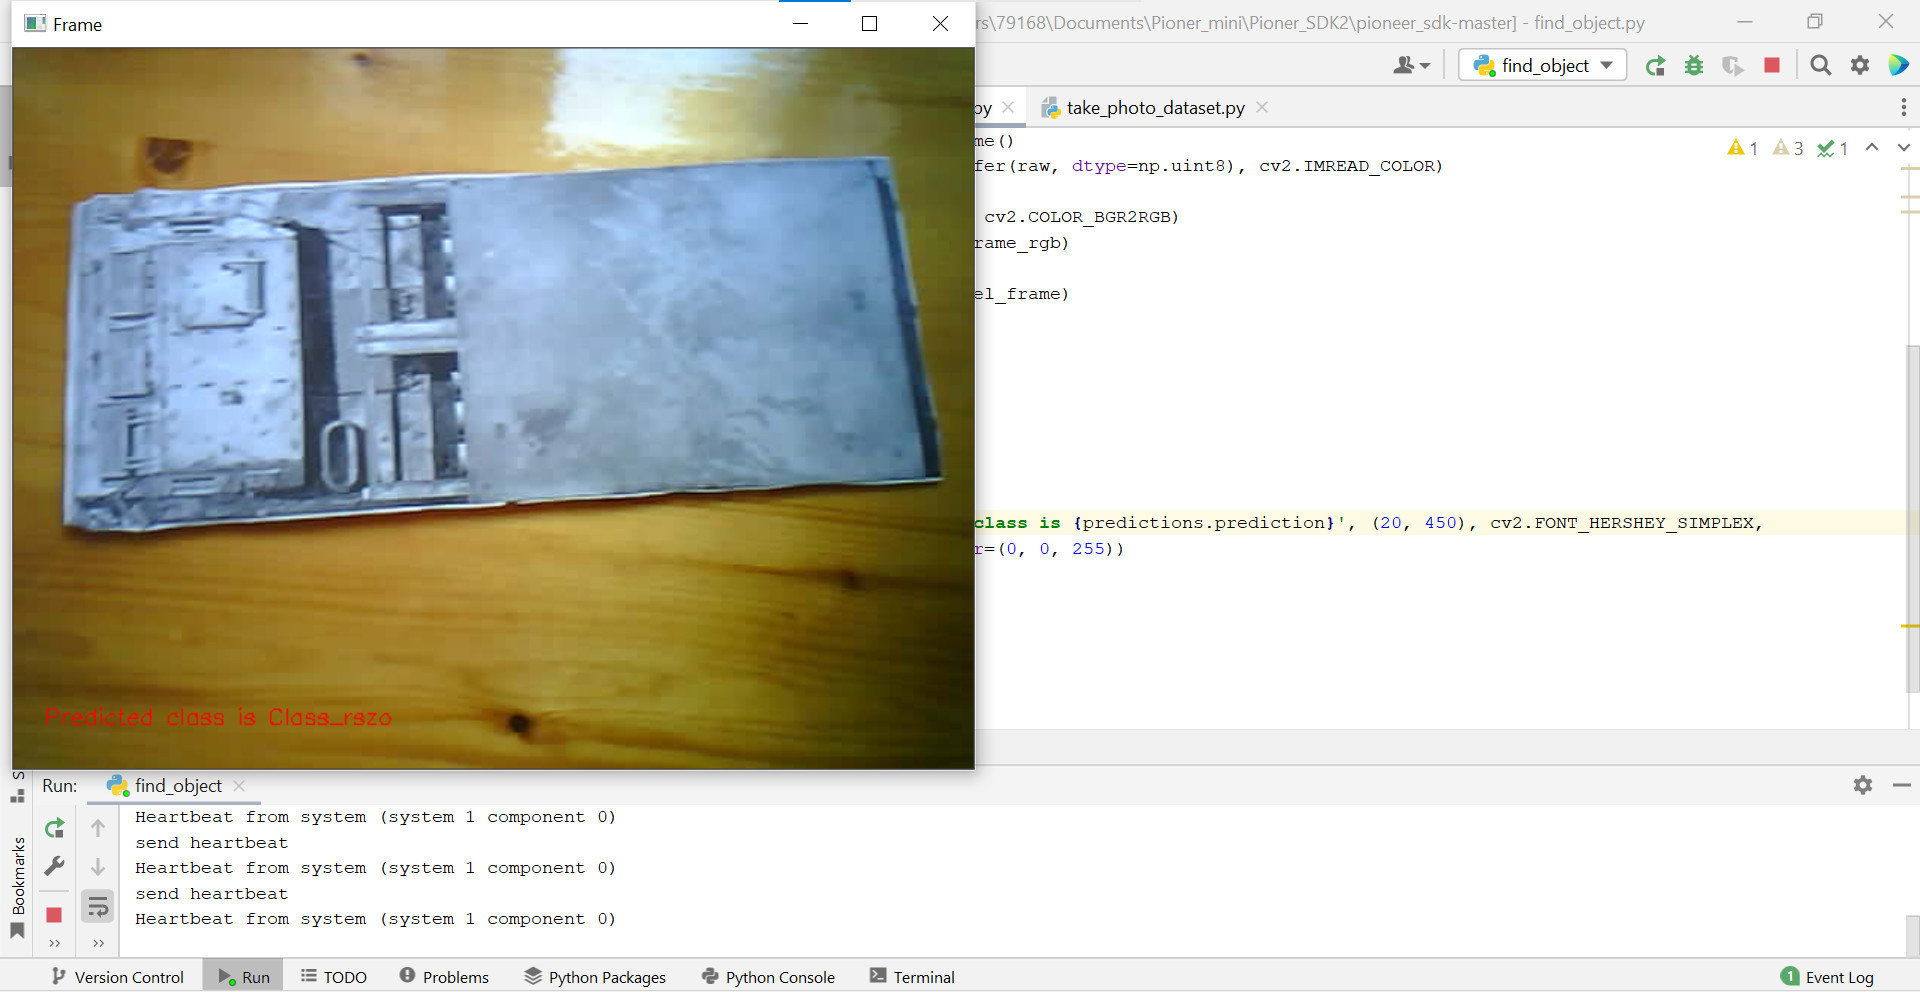 Frame
rs\79168\Documents\Pioner_mini\Pioner_SDK2\pioneer_sdk-master] - find_object.py
find_object
py
take_photo_dataset.py
1 3 1
me()
fer(raw, dtype=np.uint8), cv2.IMREAD_COLOR)
cv2.COLOR_BGR2RGB)
rame_rgb)
el_frame)
class is {predictions.prediction}', (20, 450), cv2.FONT_HERSHEY_SIMPLEX,
r=(0, 0, 255))
Predicted class is Class_rszo
Run: find_object
Heartbeat from system (system 1 component 0)
send heartbeat
Heartbeat from system (system 1 component 0)
send heartbeat
Heartbeat from system (system 1 component 0)
Bookmarks
Version Control Run TODO Problems Python Packages Python Console Terminal 1 Event Log